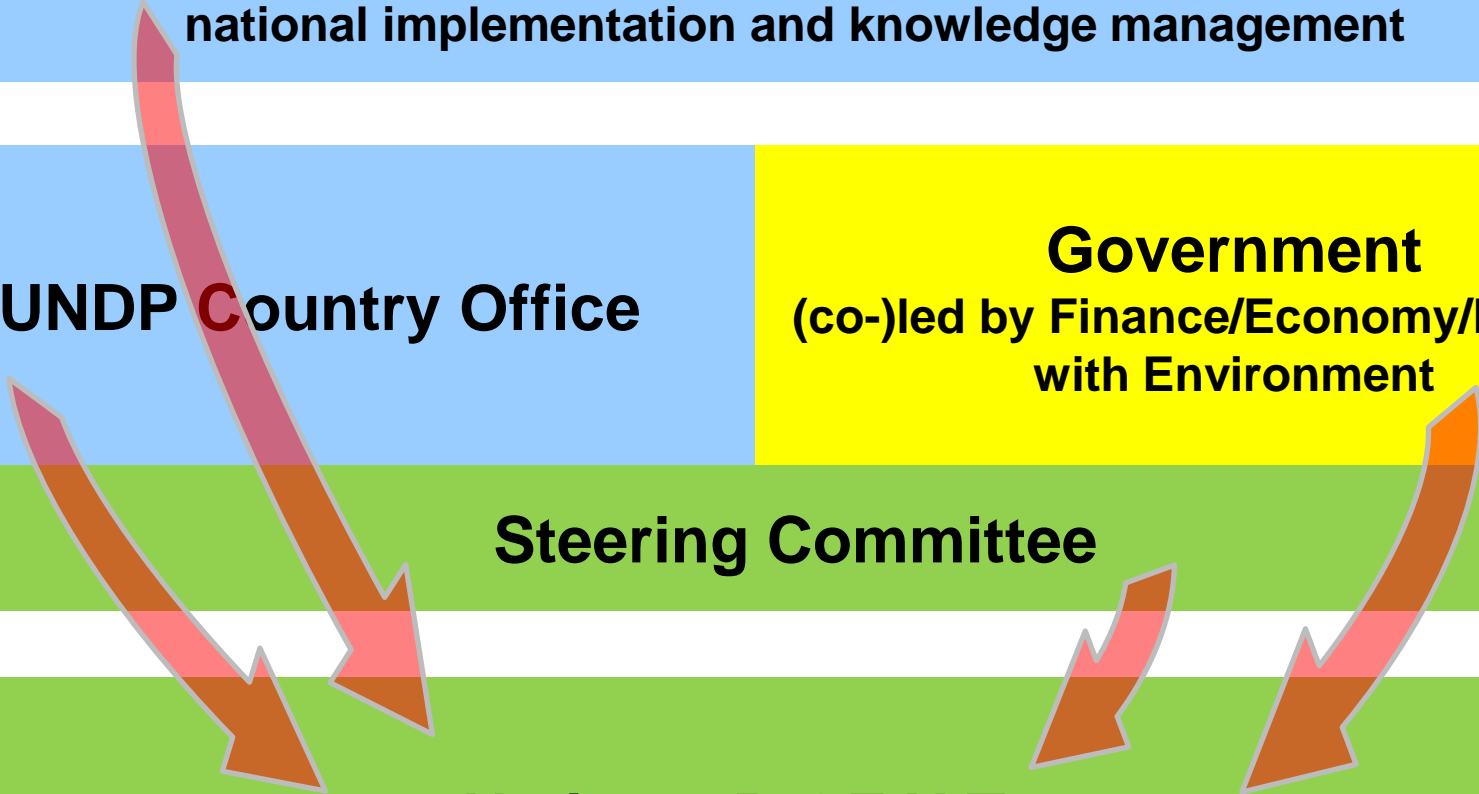 national implementation and knowledge management
UNDP Country Office
Government
(co-)led by Finance/Economy/
with Environment
Steering Committee